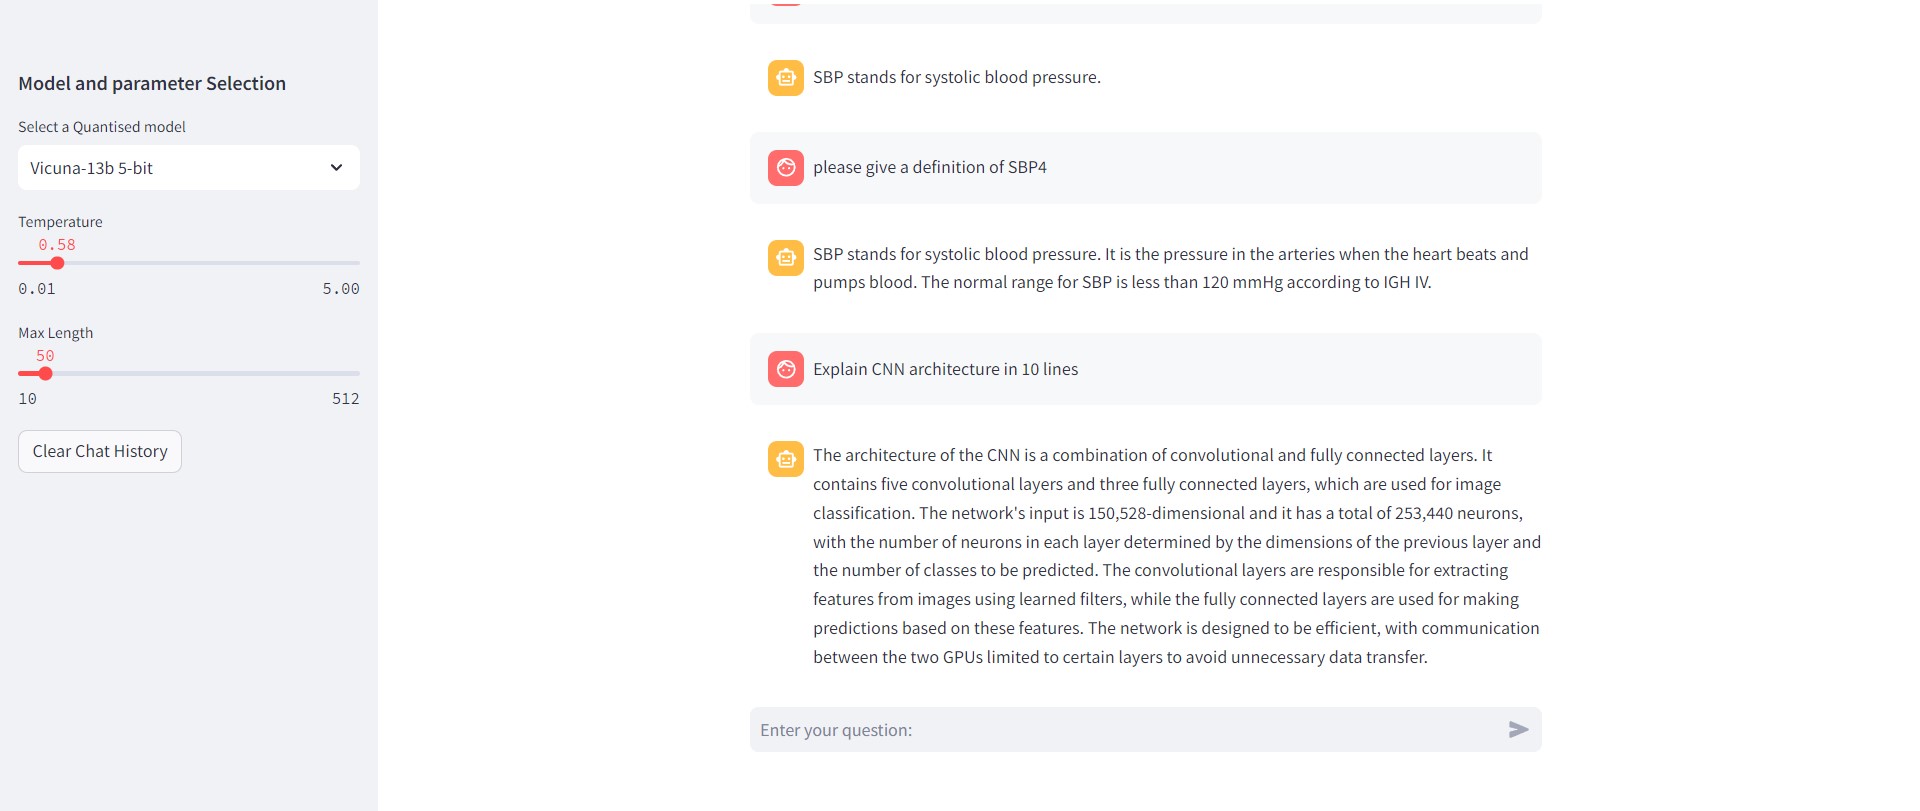 Model and parameter Selection
Select a Quantised model
Vicuna-13b 5-bit
Temperature
0.58
0.01 5.00
Max Length
50
10 512
Clear Chat History
SBP stands for systolic blood pressure.
please give a definition of SBP4
SBP stands for systolic blood pressure. It is the pressure in the arteries when the heart beats and
pumps blood. The normal range for SBP is less than 120 mmHg according to IGH IV.
Explain CNN architecture in 10 lines
The architecture of the CNN is a combination of convolutional and fully connected layers. It
contains five convolutional layers and three fully connected layers, which are used for image
classification. The network's input is 150,528-dimensional and it has a total of 253,440 neurons,
with the number of neurons in each layer determined by the dimensions of the previous layer and
the number of classes to be predicted. The convolutional layers are responsible for extracting
features from images using learned filters, while the fully connected layers are used for making
predictions based on these features. The network is designed to be efficient, with communication
between the two GPUs limited to certain layers to avoid unnecessary data transfer.
Enter your question: